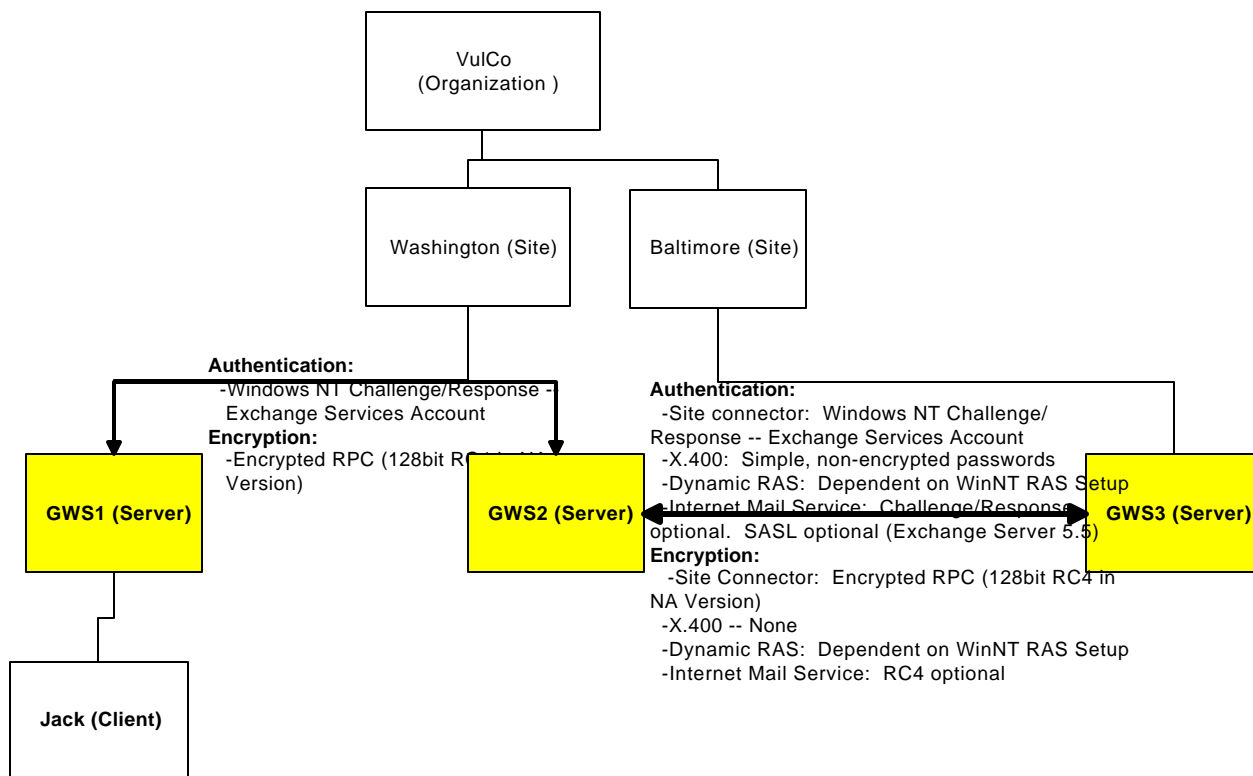 VulCo
(Organization )
Washington (Site)
Baltimore (Site)
Authentication:
-Windows NT Challenge/Response --
Exchange Services Account
Encryption:
-Encrypted RPC (128bit
Version)
Authentication:
-Site connector: Windows NT Challenge/
Response -- Exchange Services Account
-X.400: Simple, non-encrypted passwords
-Dynamic RAS: Dependent on WinNT RAS Setup
-Internet Mail Service: Challenge/Response
optional. SASL optional (Exchange Server 5.5)
Encryption:
-Site Connector: Encrypted RPC (128bit RC4 in
NA Version)
-X.400 -- None
-Dynamic RAS: Dependent on WinNT RAS Setup
-Internet Mail Service: RC4 optional
GWS1 (Server)
GWS2 (Server)
GWS3 (Server)
Jack (Client)